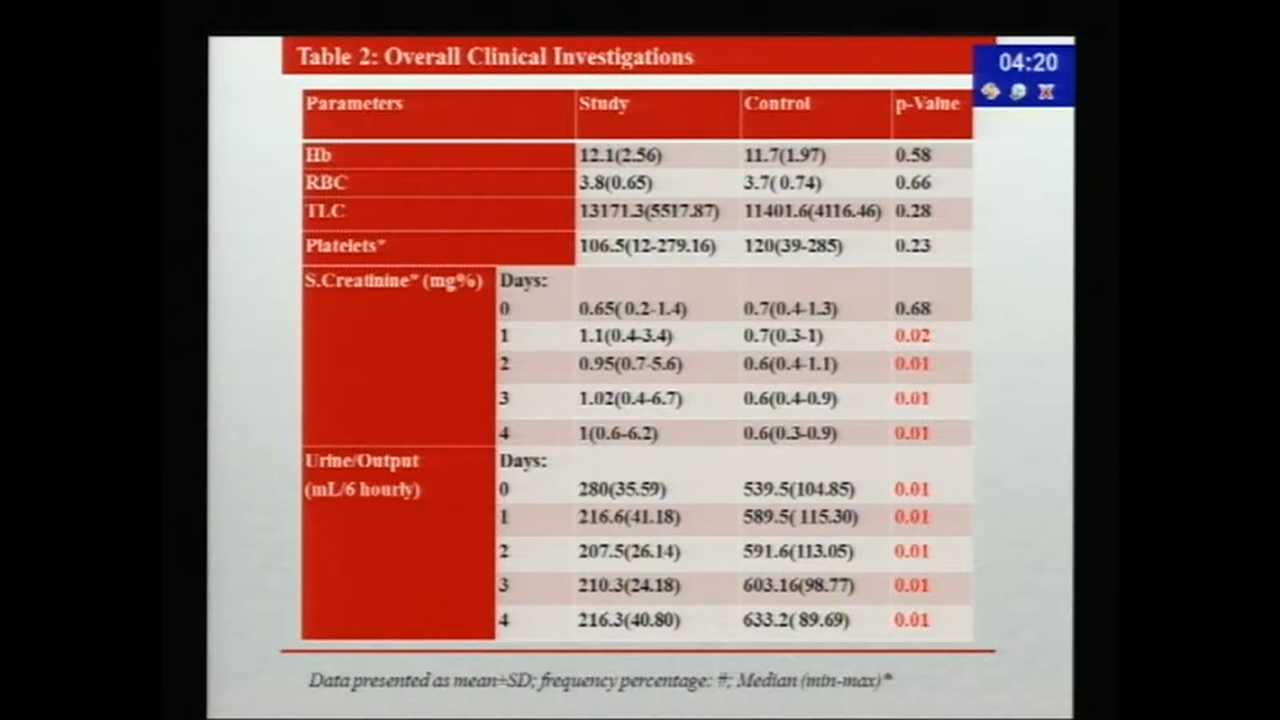 Table 2: Overall Clinical Investigations
04:20
Parameters Study Control p-Value
Hb 12.1(2.56) 11.7(1.97) 0.58
RBC 3.8(0.65) 3.7( 0.74) 0.66
TLC 13171.3(5517.87) 11401.6(4116.46) 0.28
Platelets* 106.5(12-279.16) 120(39-285) 0.23
S.Creatinine* (mg%) Days:
0 0.65( 0.2-1.4) 0.7(0.4-1.3) 0.68
1 1.1(0.4-3.4) 0.7(0.3-1) 0.02
2 0.95(0.7-5.6) 0.6(0.4-1.1) 0.01
3 1.02(0.4-6.7) 0.6(0.4-0.9) 0.01
4 1(0.6-6.2) 0.6(0.3-0.9) 0.01
Urine/Output Days:
(mL/6 hourly) 0 280(35.59) 539.5(104.85) 0.01
1 216.6(41.18) 589.5( 115.30) 0.01
2 207.5(26.14) 591.6(113.05) 0.01
3 210.3(24.18) 603.16(98.77) 0.01
4 216.3(40.80) 633.2( 89.69) 0.01
Data presented as mean±SD; frequency percentage: #; Median (min-max)*